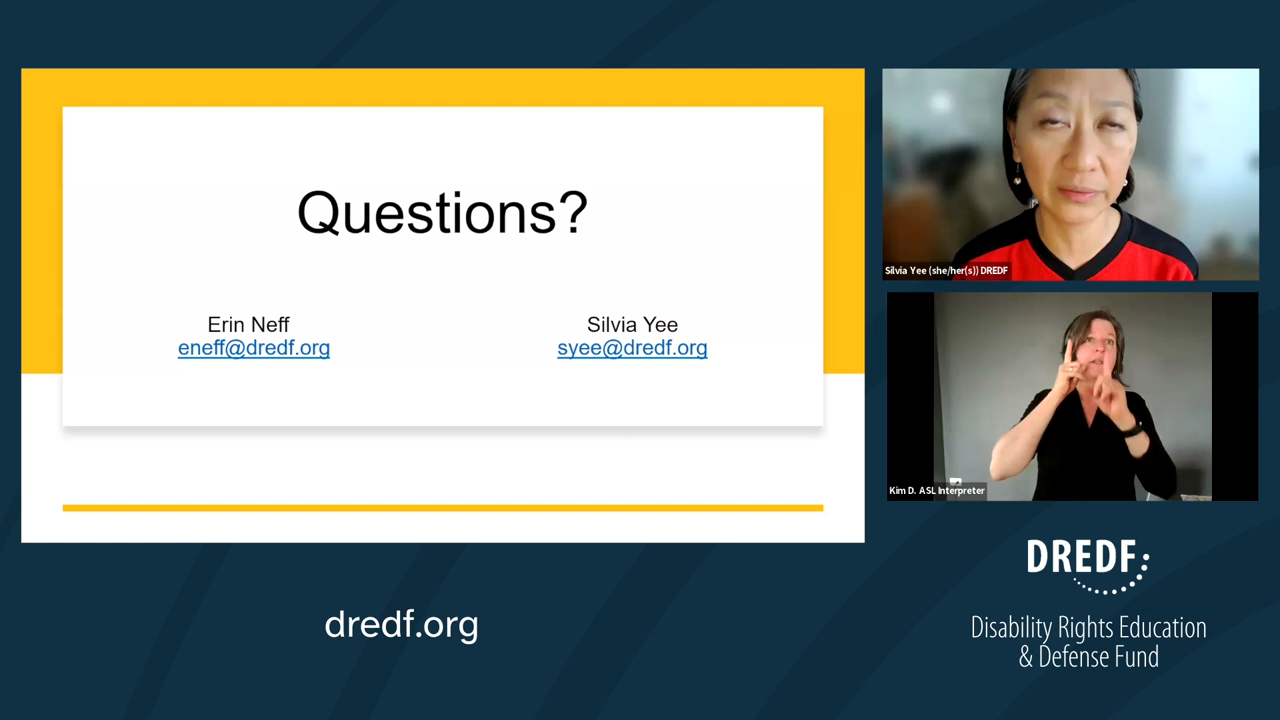 Questions?
Erin Neff
eneff@dredf.org
Silvia Yee
syee@dredf.org
Silvia Yee (she/her(s)) DREDF
Kim D. ASL Interpreter
dredf.org
DREDF
Disability Rights Education
& Defense Fund